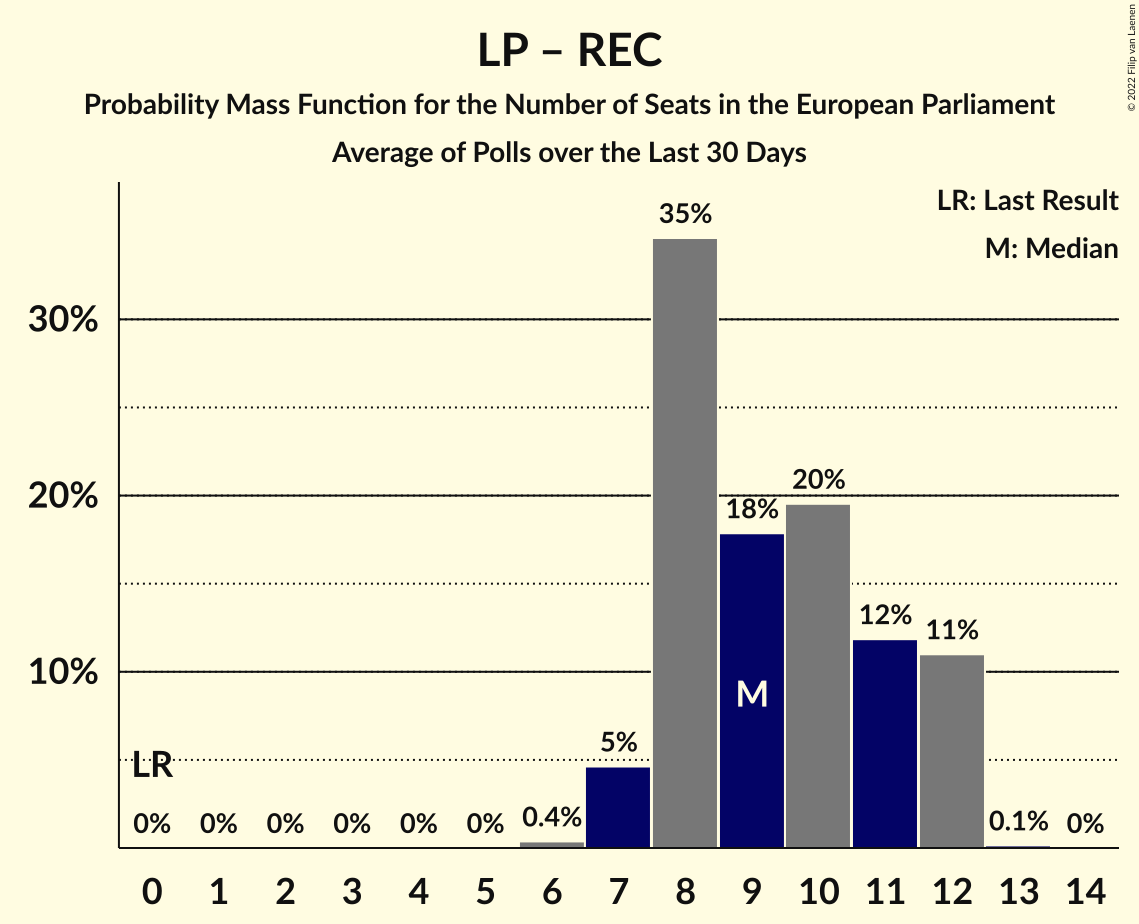 LP – REC
Probability Mass Function for the Number of Seats in the European Parliament
Average of Polls over the Last 30 Days
© 2022 Filip van Laenen
LR: Last Result
M: Median
35%
30%
20%
20%
18%
12%
11%
10%
M
5%
LR
0% 0% 0% 0% 0% 0% 0.4% 0.1% 0%
0 1 2 3 4 5 6 7 8 9 10 11 12 13 14